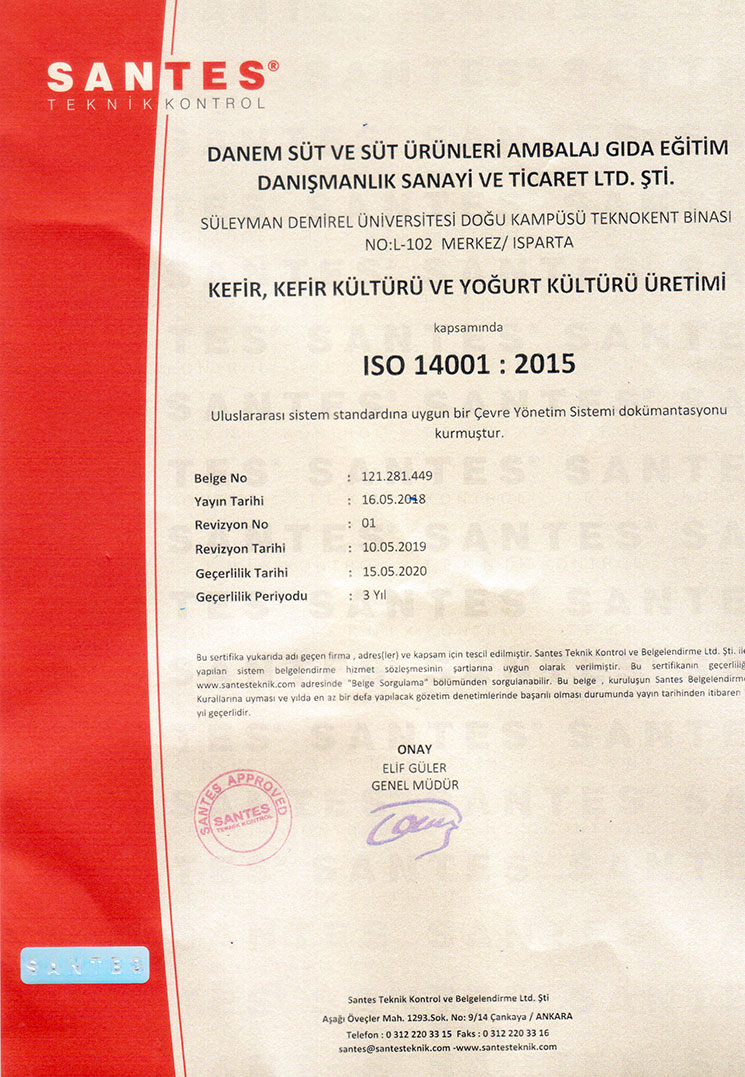 SANTES®
TEKNİK KONTROL
DANEM SÜT VE SÜT ÜRÜNLERİ AMBALAJ GIDA EĞİTİM
DANIŞMANLIK SANAYİ VE TİCARET LTD. ŞTİ.
SÜLEYMAN DEMİREL ÜNİVERSİTESİ DOĞU KAMPÜSÜ TEKNOKENT BİNASI
NO:L-102 MERKEZ/ ISPARTA
KEFİR, KEFİR KÜLTÜRÜ VE YOĞURT KÜLTÜRÜ ÜRETİMİ
kapsamında
ISO 14001 : 2015
Uluslararası sistem standardına uygun bir Çevre Yönetim Sistemi dokümantasyonu
kurmuştur.
Belge No : 121.281.449
Yayın Tarihi : 16.05.2018
Revizyon No : 01
Revizyon Tarihi : 10.05.2019
Geçerlilik Tarihi : 15.05.2020
Geçerlilik Periyodu : 3 Yıl
Bu sertifika yukarıda adı geçen firma , adres(ler) ve kapsam için tescil edilmiştir. Santes Teknik Kontrol ve Belgelendirme Ltd. Şti. ile
yapılan sistem belgelendirme hizmet sözleşmesinin şartlarına uygun olarak verilmiştir. Bu sertifikanın geçerliliğ
www.santesteknik.com adresinde "Belge Sorgulama" bölümünden sorgulanabilir. Bu belge , kuruluşun Santes Belgelendirme
Kurallarına uyması ve yılda en az bir defa yapılacak gözetim denetimlerinde başarılı olması durumunda yayın tarihinden itibaren
yıl geçerlidir.
ONAY
ELİF GÜLER
GENEL MÜDÜR
SANTES APPROVED
SANTES
TEKNİK KONTROL
SANTES
Santes Teknik Kontrol ve Belgelendirme Ltd. Şti
Aşağı Öveçler Mah. 1293.Sok. No: 9/14 Çankaya / ANKARA
Telefon : 0 312 220 33 15 Faks : 0 312 220 33 16
santes@santesteknik.com -www.santesteknik.com